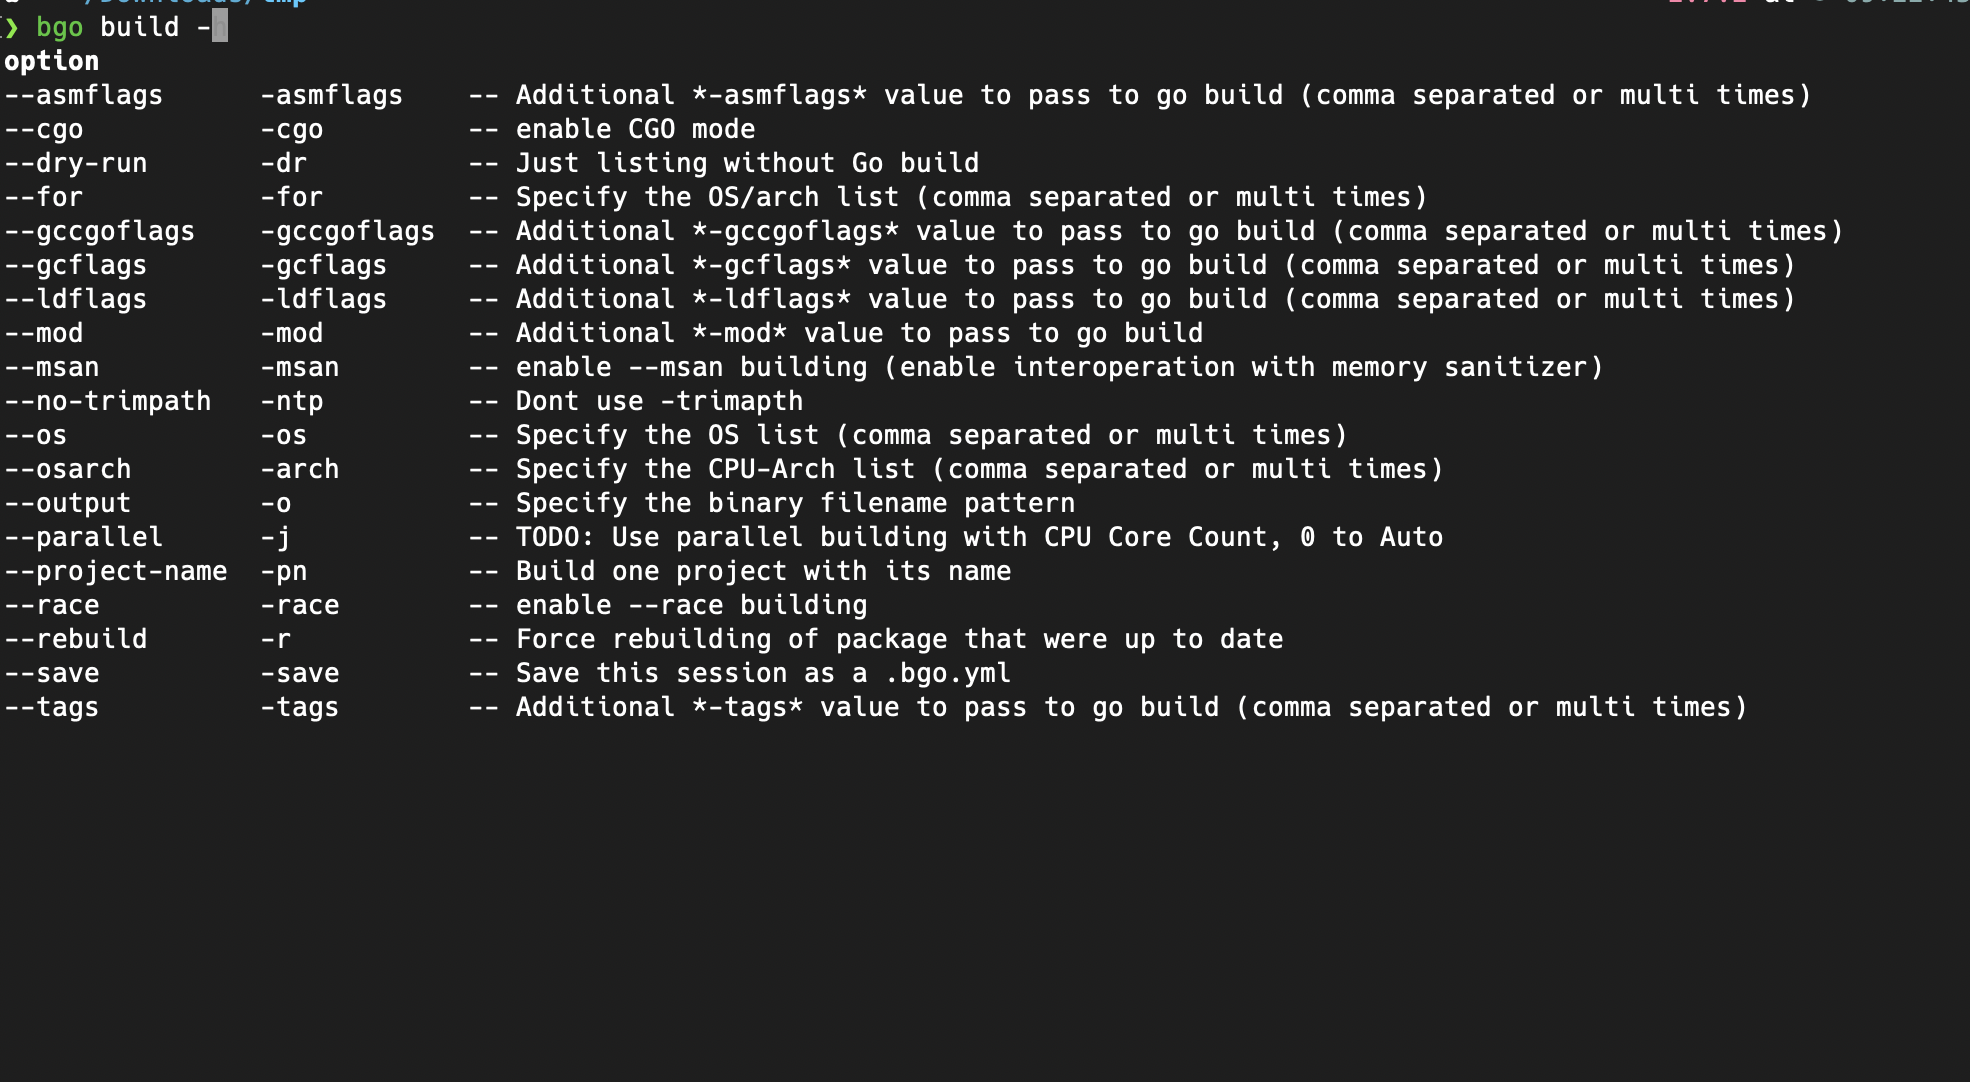 ❯ bgo build -h
option
--asmflags -asmflags -- Additional *-asmflags* value to pass to go build (comma separated or multi times)
--cgo -cgo -- enable CGO mode
--dry-run -dr -- Just listing without Go build
--for -for -- Specify the OS/arch list (comma separated or multi times)
--gccgoflags -gccgoflags -- Additional *-gccgoflags* value to pass to go build (comma separated or multi times)
--gcflags -gcflags -- Additional *-gcflags* value to pass to go build (comma separated or multi times)
--ldflags -ldflags -- Additional *-ldflags* value to pass to go build (comma separated or multi times)
--mod -mod -- Additional *-mod* value to pass to go build
--msan -msan -- enable --msan building (enable interoperation with memory sanitizer)
--no-trimpath -ntp -- Dont use -trimapth
--os -os -- Specify the OS list (comma separated or multi times)
--osarch -arch -- Specify the CPU-Arch list (comma separated or multi times)
--output -o -- Specify the binary filename pattern
--parallel -j -- TODO: Use parallel building with CPU Core Count, 0 to Auto
--project-name -pn -- Build one project with its name
--race -race -- enable --race building
--rebuild -r -- Force rebuilding of package that were up to date
--save -save -- Save this session as a .bgo.yml
--tags -tags -- Additional *-tags* value to pass to go build (comma separated or multi times)